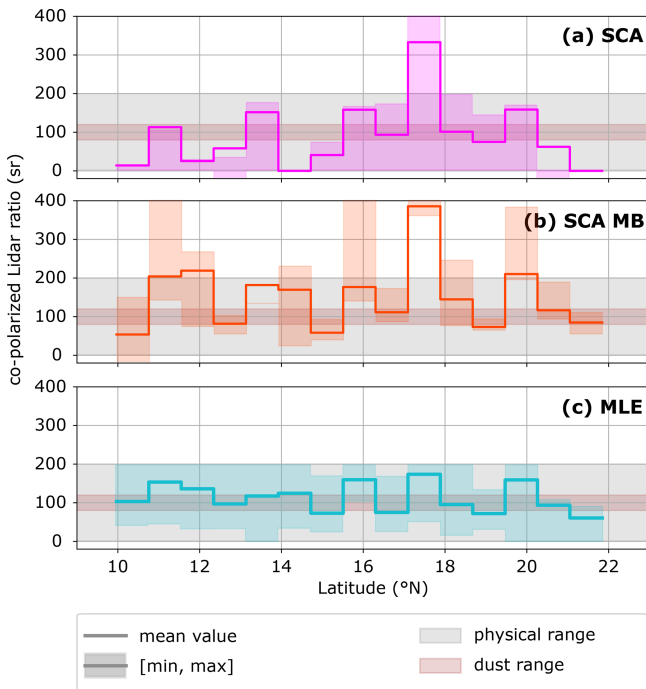 400
(a) SCA
300
200
100
0
400
(b) SCA MB
300
200
100
0
co-polarized Lidar ratio (sr)
400
(c) MLE
300
200
100
0
10 12 14 16 18 20 22
Latitude (°N)
mean value
physical range
[min, max]
dust range